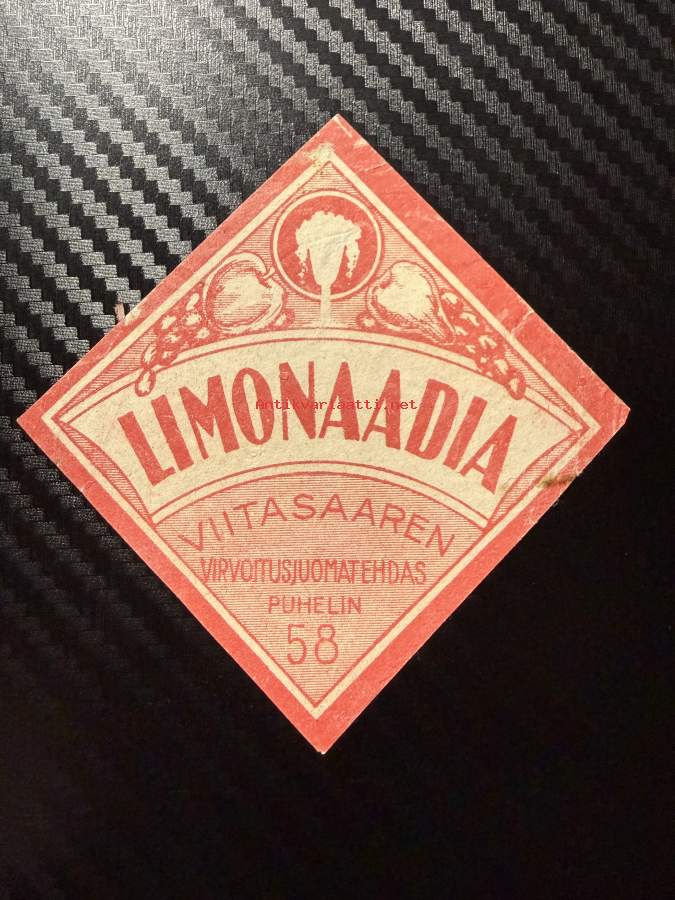 LIMONAADIA
Antikvariaatti.net
VIITASAAREN
VIRVOITUSJUOMATEHDAS
PUHELIN
58